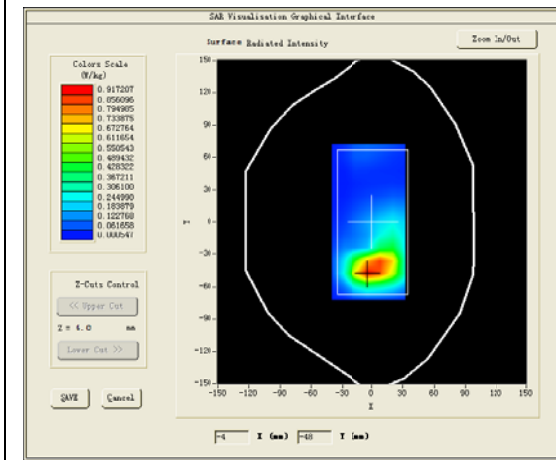 SAR Visualisation Graphical Interface
Surface Radiated Intensity
Zoom In/Out
Colors Scale
(W/kg)
0.917207
0.856096
0.794985
0.733875
0.672764
0.611654
0.550543
0.489432
0.428322
0.367211
0.306100
0.244990
0.183879
0.122768
0.061658
0.000547
Z-Cuts Control
<< Upper Cut
Z = 4.0 mm
Lower Cut >>
SAVE
Cancel
150
120
90
60
30
0
-30
-60
-90
-120
-150
Y
-150 -120 -90 -60 -30 0 30 60 90 120 150
X
-4 X (mm) -48 Y (mm)